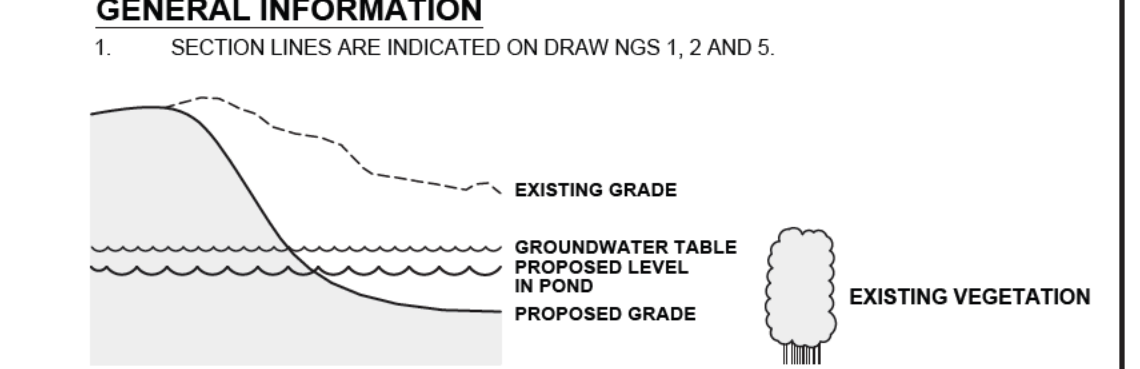 GENERAL INFORMATION
1. SECTION LINES ARE INDICATED ON DRAW NGS 1, 2 AND 5.
EXISTING GRADE
GROUNDWATER TABLE
PROPOSED LEVEL
IN POND
PROPOSED GRADE
EXISTING VEGETATION